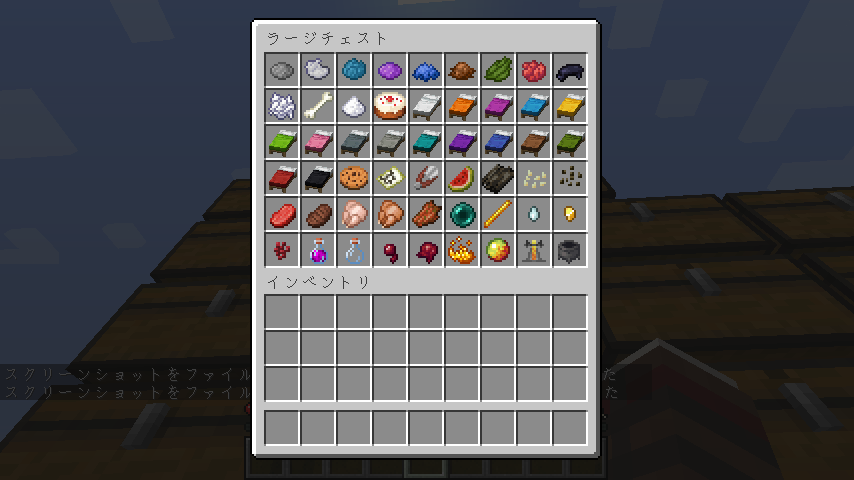 ラージチェスト
インベントリ
スクリーンショットをファイル
た
スクリーンショットをファイル
た